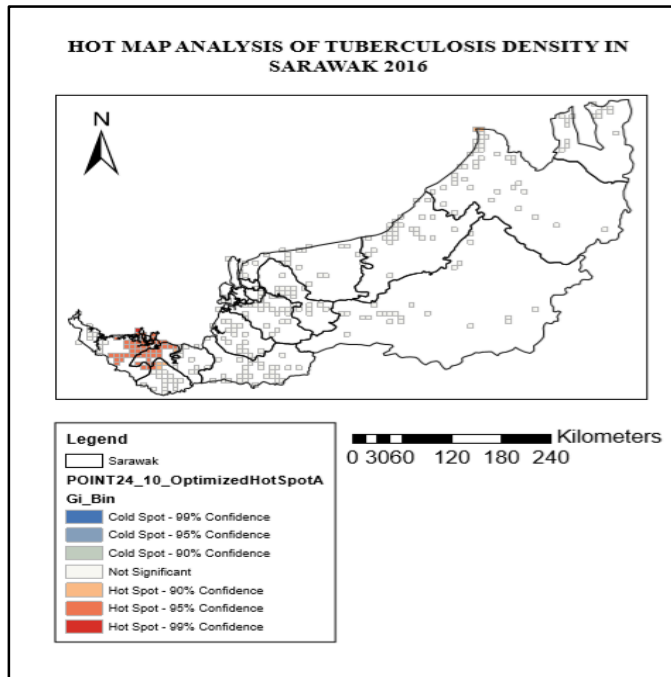 HOT MAP ANALYSIS OF TUBERCULOSIS DENSITY IN
SARAWAK 2016
N
Legend
Sarawak
POINT24_10_OptimizedHotSpotA
Gi_Bin
Cold Spot - 99% Confidence
Cold Spot - 95% Confidence
Cold Spot - 90% Confidence
Not Significant
Hot Spot - 90% Confidence
Hot Spot - 95% Confidence
Hot Spot - 99% Confidence
Kilometers
0 3060 120 180 240